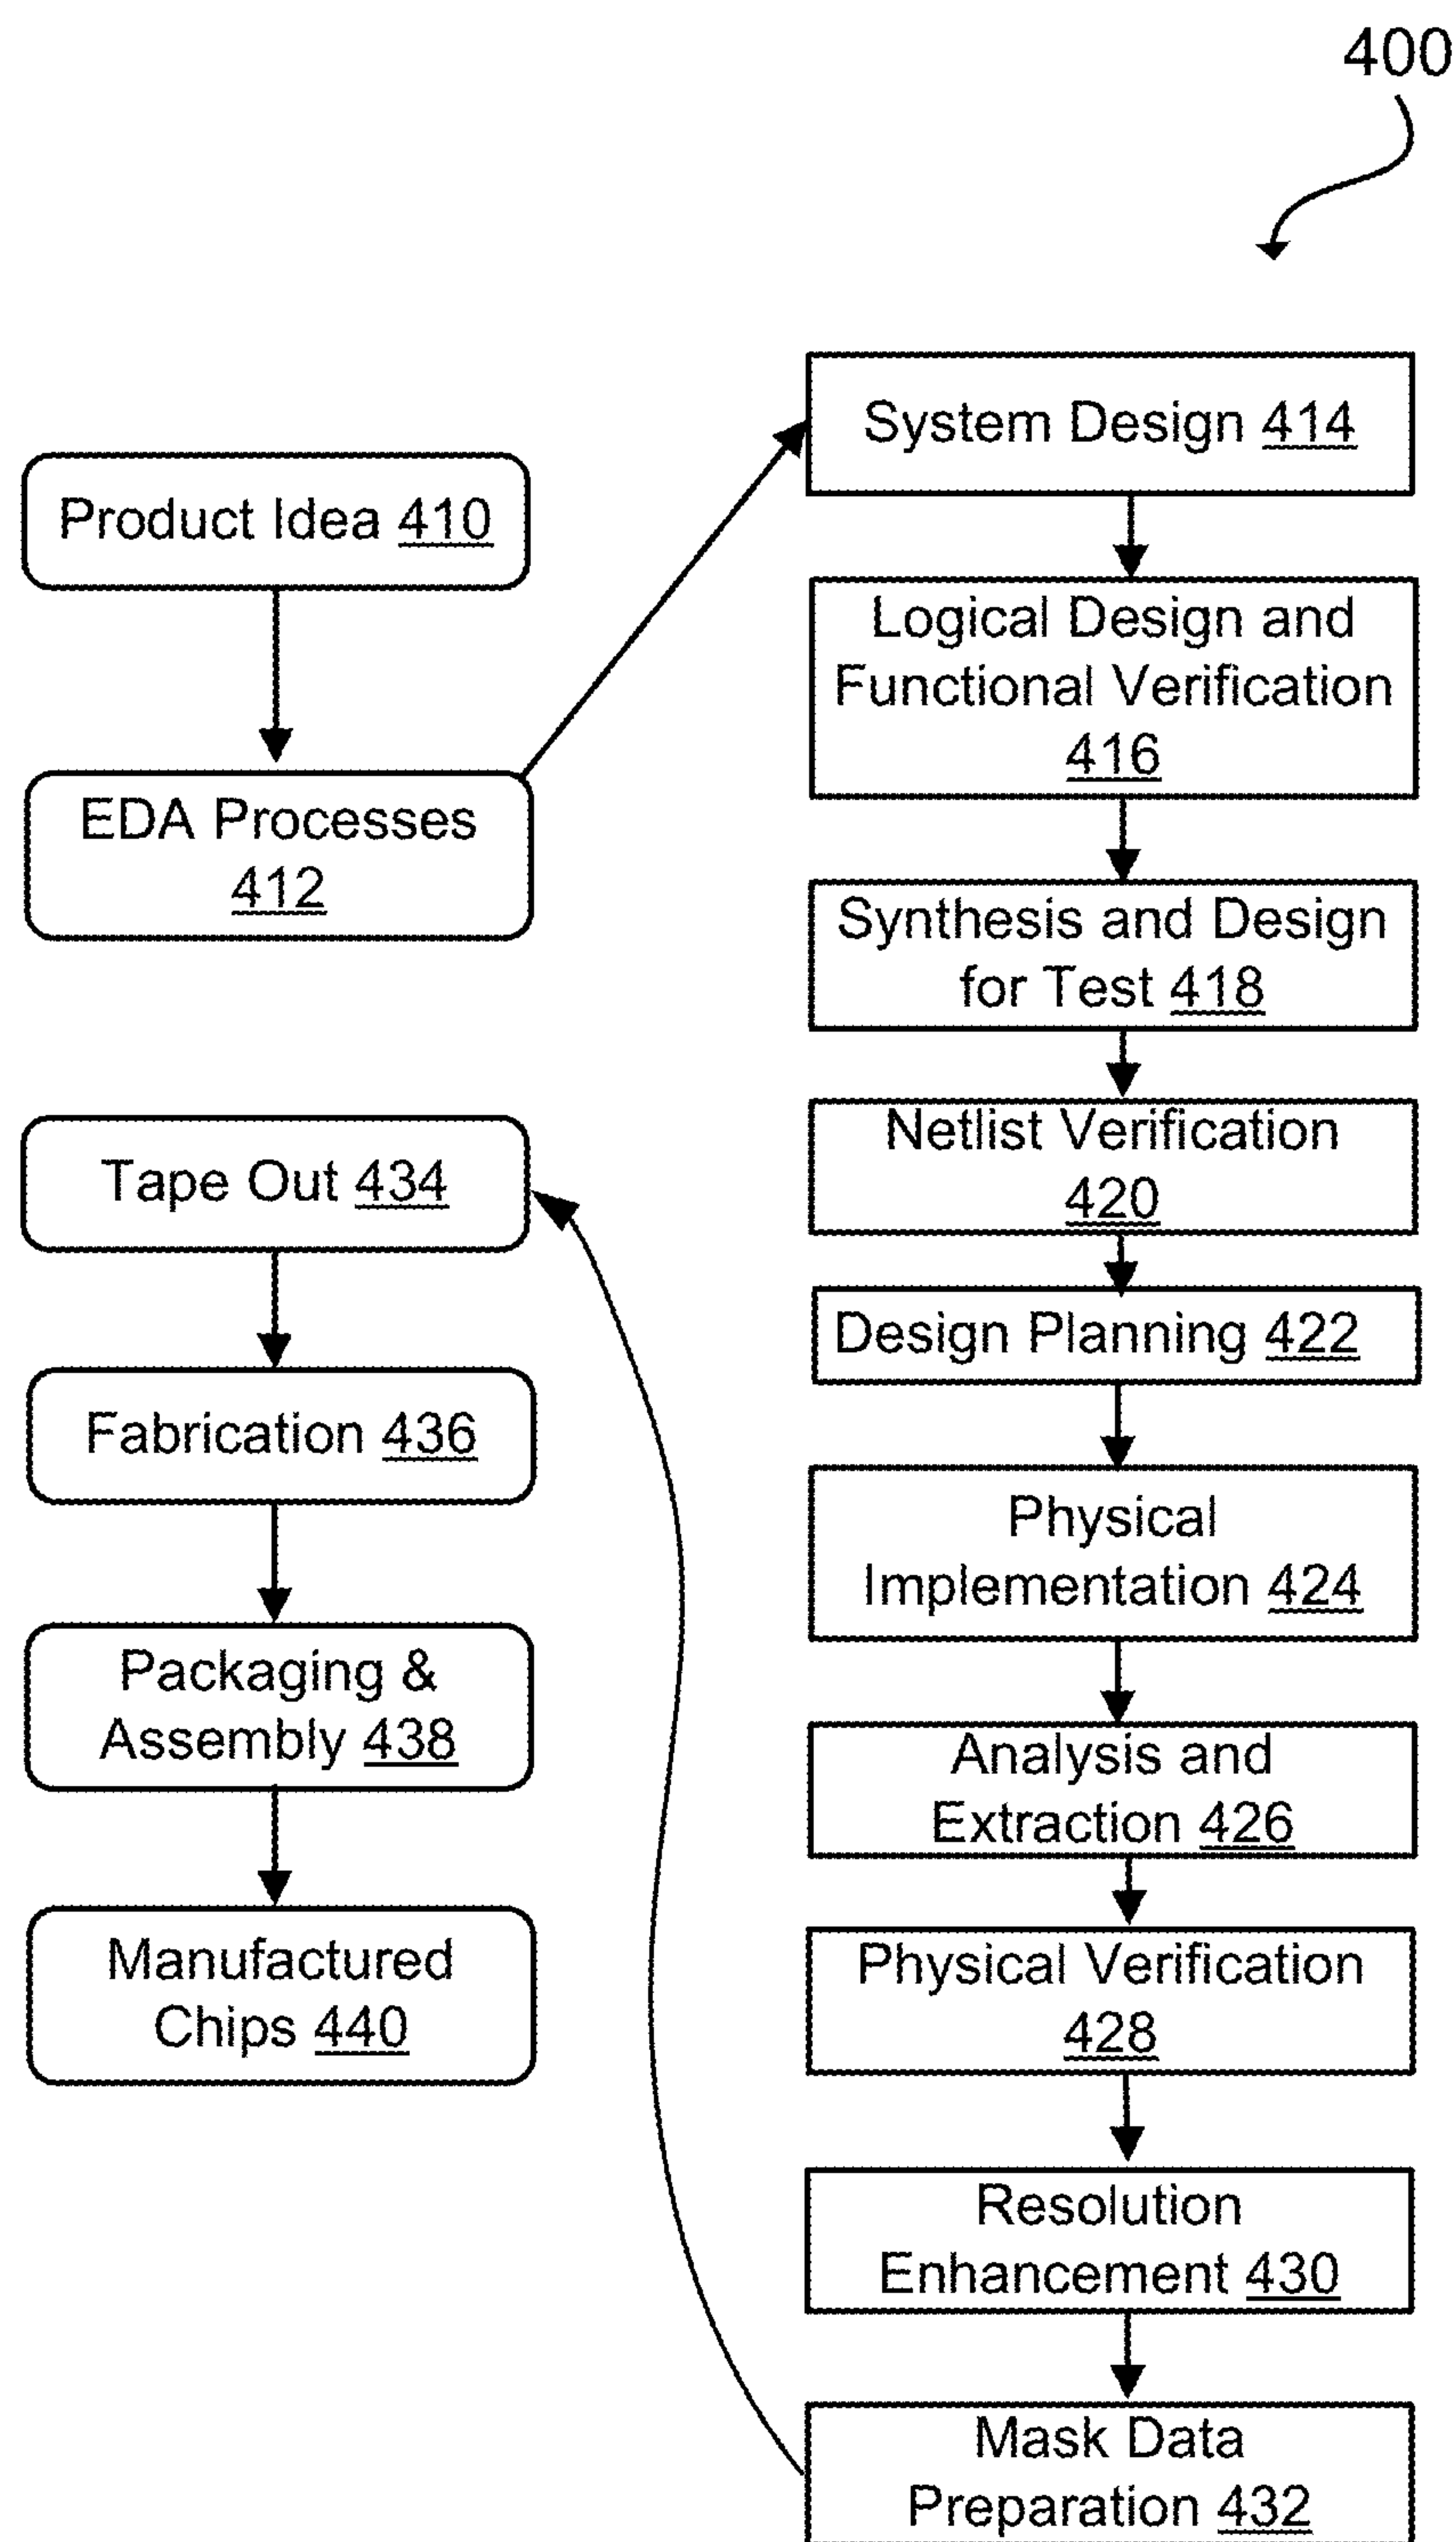 400
Product Idea 410
EDA Processes
412
System Design 414
Logical Design and
Functional Verification
416
Synthesis and Design
for Test 418
Netlist Verification
420
Design Planning 422
Physical
Implementation 424
Analysis and
Extraction 426
Physical Verification
428
Resolution
Enhancement 430
Mask Data
Preparation 432
Tape Out 434
Fabrication 436
Packaging &
Assembly 438
Manufactured
Chips 440